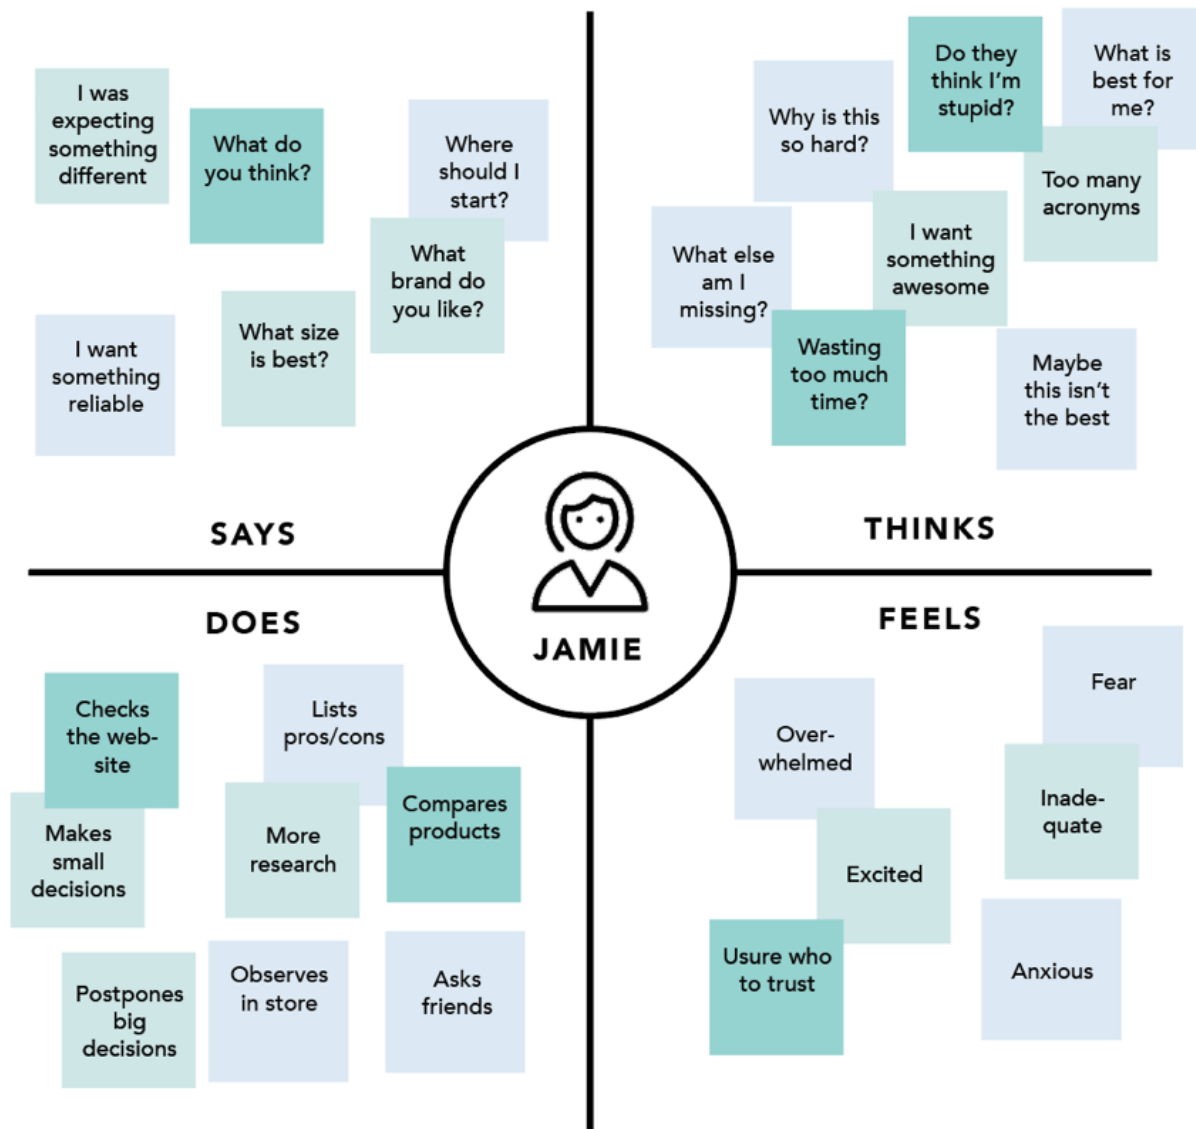 I was
expecting
something
different
What do
you think?
Where
should I
start?
What
brand do
you like?
What size
is best?
I want
something
reliable
SAYS
Do they
think I'm
stupid?
What is
best for
me?
Why is this
so hard?
Too many
acronyms
I want
something
awesome
What else
am I
missing?
Wasting
too much
time?
Maybe
this isn't
the best
THINKS
JAMIE
DOES
Checks
the web-
site
Lists
pros/cons
Compares
products
Makes
small
decisions
More
research
Postpones
big
decisions
Observes
in store
Asks
friends
FEELS
Fear
Over-
whelmed
Inade-
quate
Excited
Usure who
to trust
Anxious